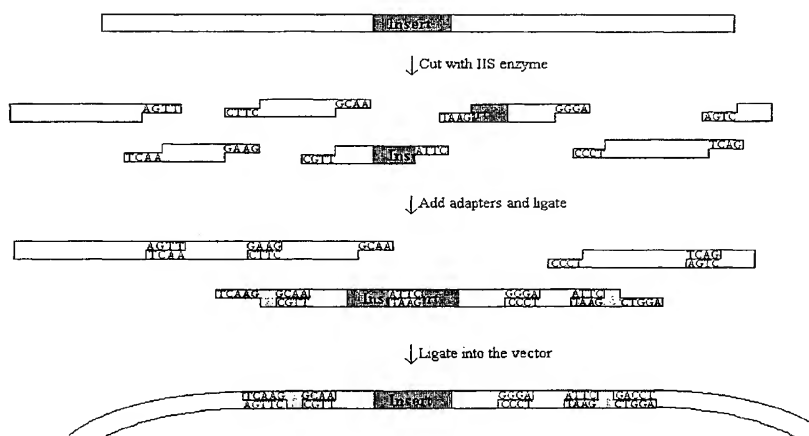 Insert
Cut with IIS enzyme
AGTT
CTTC
GCAA
TAAG
GGGA
AGTC
TCAA
GAAG
CGTT
Ins
ATTC
CCCT
TCAG
Add adapters and ligate
AGTT
TCAA
GAAG
CTTC
GCAA
CCCT
TCAG
AGTC
TCAAG
GCAA
CGTT
Ins
ATTC
TAAG
GGGA
CCCT
ATTC
TAAG
CTGGA
Ligate into the vector
TCAAG
AGTTC
GCAA
CGTT
Insert
GGGA
CCCT
ATTC
TAAG
GACCT
CTGGA